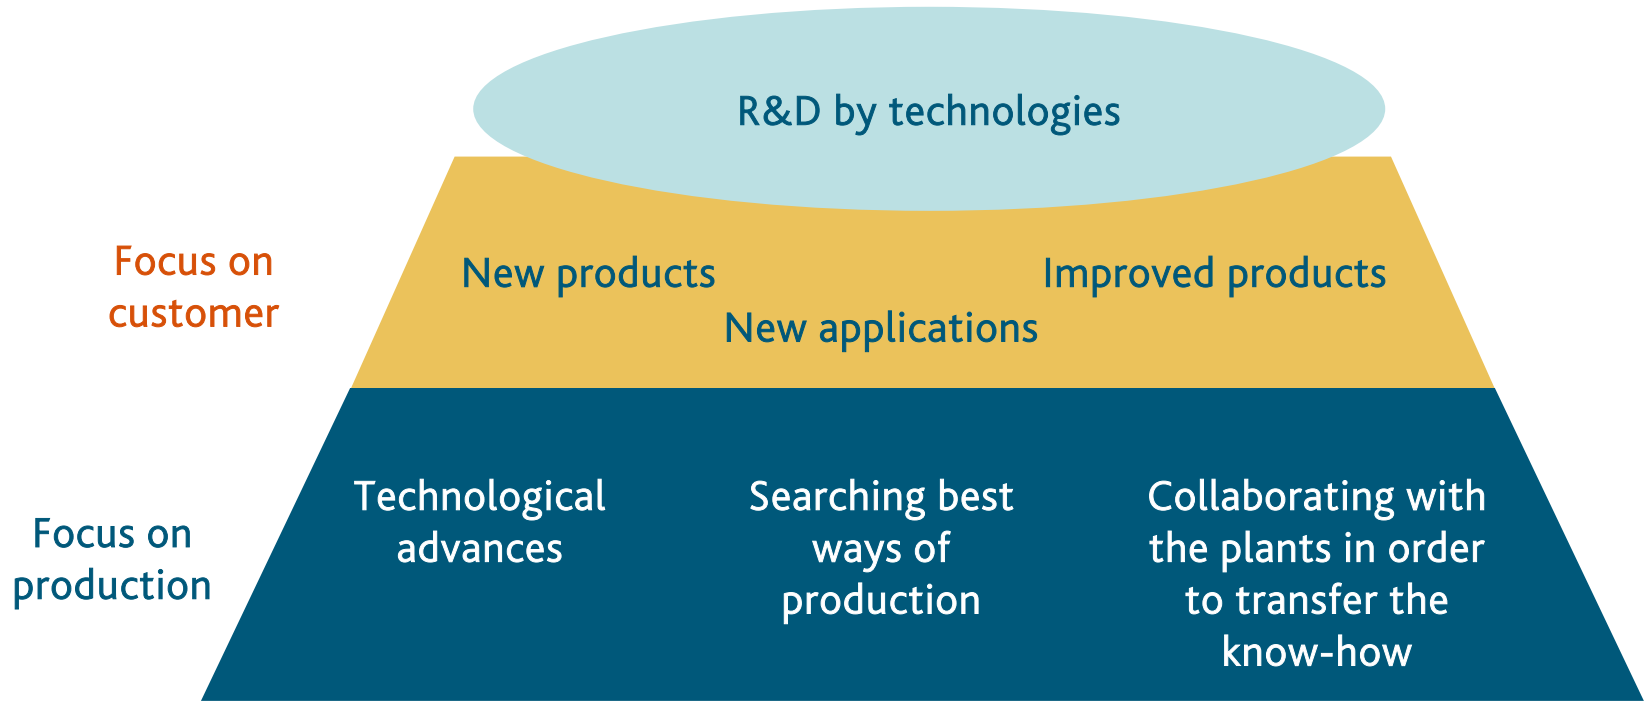 R&D by technologies
Focus on
customer
New products
Improved products
New applications
Focus on
production
Technological
advances
Searching best
ways of
production
Collaborating with
the plants in order
to transfer the
know-how